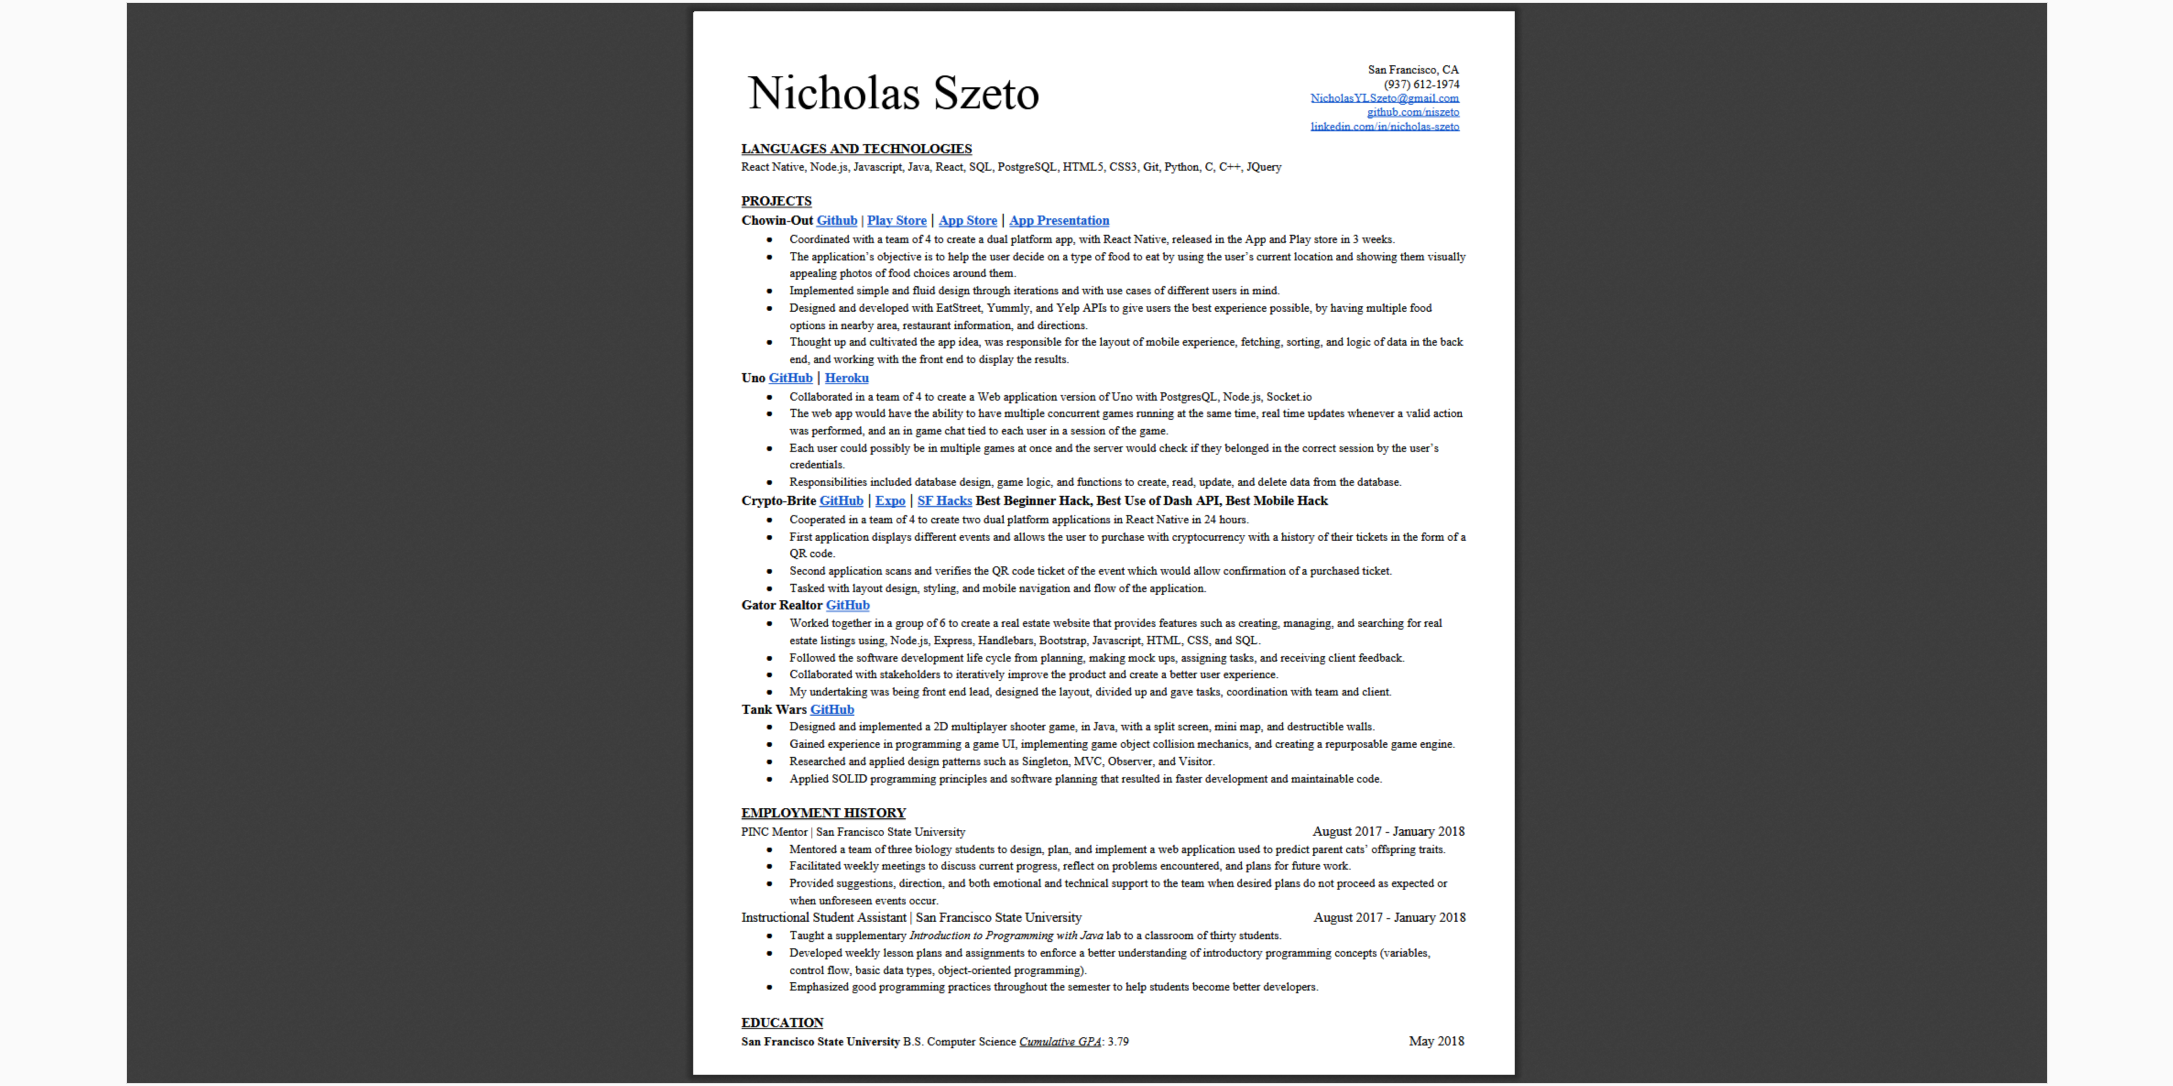 Nicholas Szeto
San Francisco, CA
(937) 612-1974
NicholasYLSzeto@gmail.com
github.com/niszeto
linkedin.com/in/nicholas-szeto
LANGUAGES AND TECHNOLOGIES
React Native, Node.js, Javascript, Java, React, SQL, PostgreSQL, HTML5, CSS3, Git, Python, C, C++, JQuery
PROJECTS
Chowin-Out Github | Play Store | App Store | App Presentation
● Coordinated with a team of 4 to create a dual platform app, with React Native, released in the App and Play store in 3 weeks.
● The application's objective is to help the user decide on a type of food to eat by using the user's current location and showing them visually
appealing photos of food choices around them.
● Implemented simple and fluid design through iterations and with use cases of different users in mind.
● Designed and developed with EatStreet, Yummly, and Yelp APIs to give users the best experience possible, by having multiple food
options in nearby area, restaurant information, and directions.
● Thought up and cultivated the app idea, was responsible for the layout of mobile experience, fetching, sorting, and logic of data in the back
end, and working with the front end to display the results.
Uno GitHub | Heroku
● Collaborated in a team of 4 to create a Web application version of Uno with PostgresQL, Node.js, Socket.io
● The web app would have the ability to have multiple concurrent games running at the same time, real time updates whenever a valid action
was performed, and an in game chat tied to each user in a session of the game.
● Each user could possibly be in multiple games at once and the server would check if they belonged in the correct session by the user's
credentials.
● Responsibilities included database design, game logic, and functions to create, read, update, and delete data from the database.
Crypto-Brite GitHub | Expo | SF Hacks Best Beginner Hack, Best Use of Dash API, Best Mobile Hack
● Cooperated in a team of 4 to create two dual platform applications in React Native in 24 hours.
● First application displays different events and allows the user to purchase with cryptocurrency with a history of their tickets in the form of a
QR code.
● Second application scans and verifies the QR code ticket of the event which would allow confirmation of a purchased ticket.
● Tasked with layout design, styling, and mobile navigation and flow of the application.
Gator Realtor GitHub
● Worked together in a group of 6 to create a real estate website that provides features such as creating, managing, and searching for real
estate listings using, Node.js, Express, Handlebars, Bootstrap, Javascript, HTML, CSS, and SQL.
● Followed the software development life cycle from planning, making mock ups, assigning tasks, and receiving client feedback.
● Collaborated with stakeholders to iteratively improve the product and create a better user experience.
● My undertaking was being front end lead, designed the layout, divided up and gave tasks, coordination with team and client.
Tank Wars GitHub
● Designed and implemented a 2D multiplayer shooter game, in Java, with a split screen, mini map, and destructible walls.
● Gained experience in programming a game UI, implementing game object collision mechanics, and creating a repurposable game engine.
● Researched and applied design patterns such as Singleton, MVC, Observer, and Visitor.
● Applied SOLID programming principles and software planning that resulted in faster development and maintainable code.
EMPLOYMENT HISTORY
PINC Mentor | San Francisco State University August 2017 - January 2018
● Mentored a team of three biology students to design, plan, and implement a web application used to predict parent cats' offspring traits.
● Facilitated weekly meetings to discuss current progress, reflect on problems encountered, and plans for future work.
● Provided suggestions, direction, and both emotional and technical support to the team when desired plans do not proceed as expected or
when unforeseen events occur.
Instructional Student Assistant | San Francisco State University August 2017 - January 2018
● Taught a supplementary Introduction to Programming with Java lab to a classroom of thirty students.
● Developed weekly lesson plans and assignments to enforce a better understanding of introductory programming concepts (variables,
control flow, basic data types, object-oriented programming).
● Emphasized good programming practices throughout the semester to help students become better developers.
EDUCATION
San Francisco State University B.S. Computer Science Cumulative GPA: 3.79 May 2018